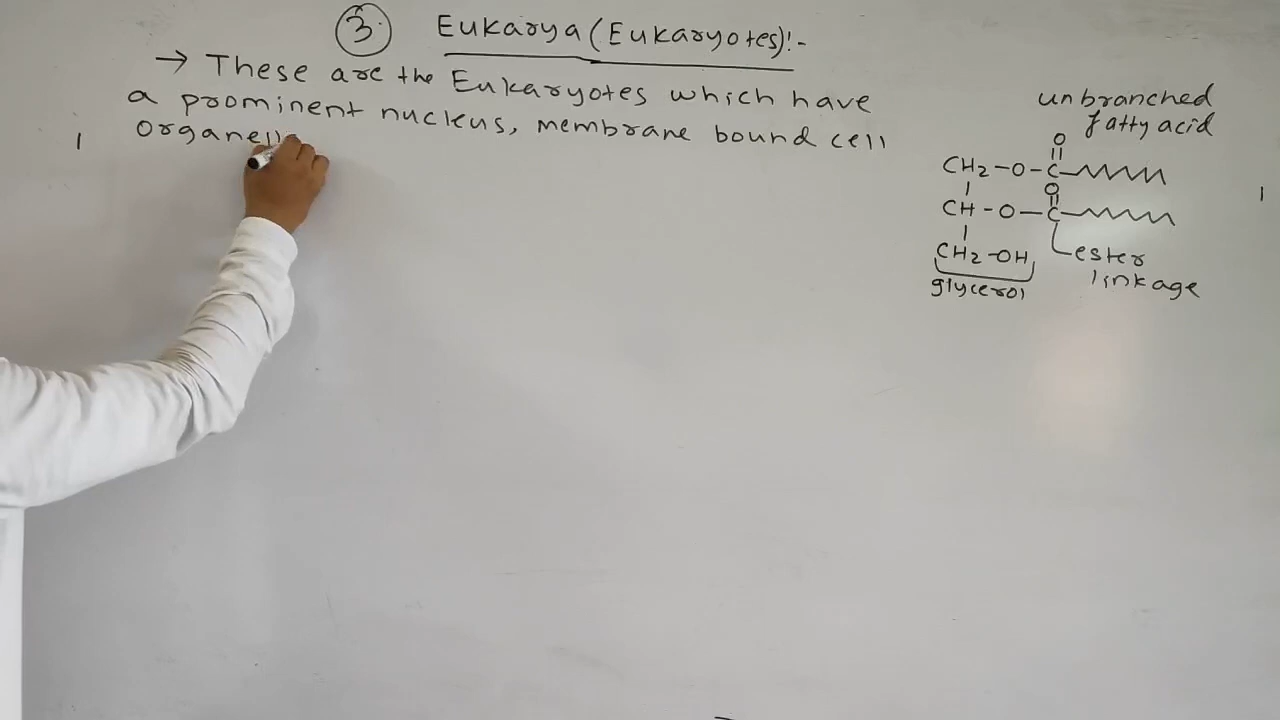 3. Eukarya (Eukaryotes):-
→ These are the Eukaryotes which have
a prominent nucleus, membrane bound cell
Organelle
unbranched
fatty acid
O
CH2-O-C
O
CH-O-C
CH2-OH
ester
linkage
glycerol